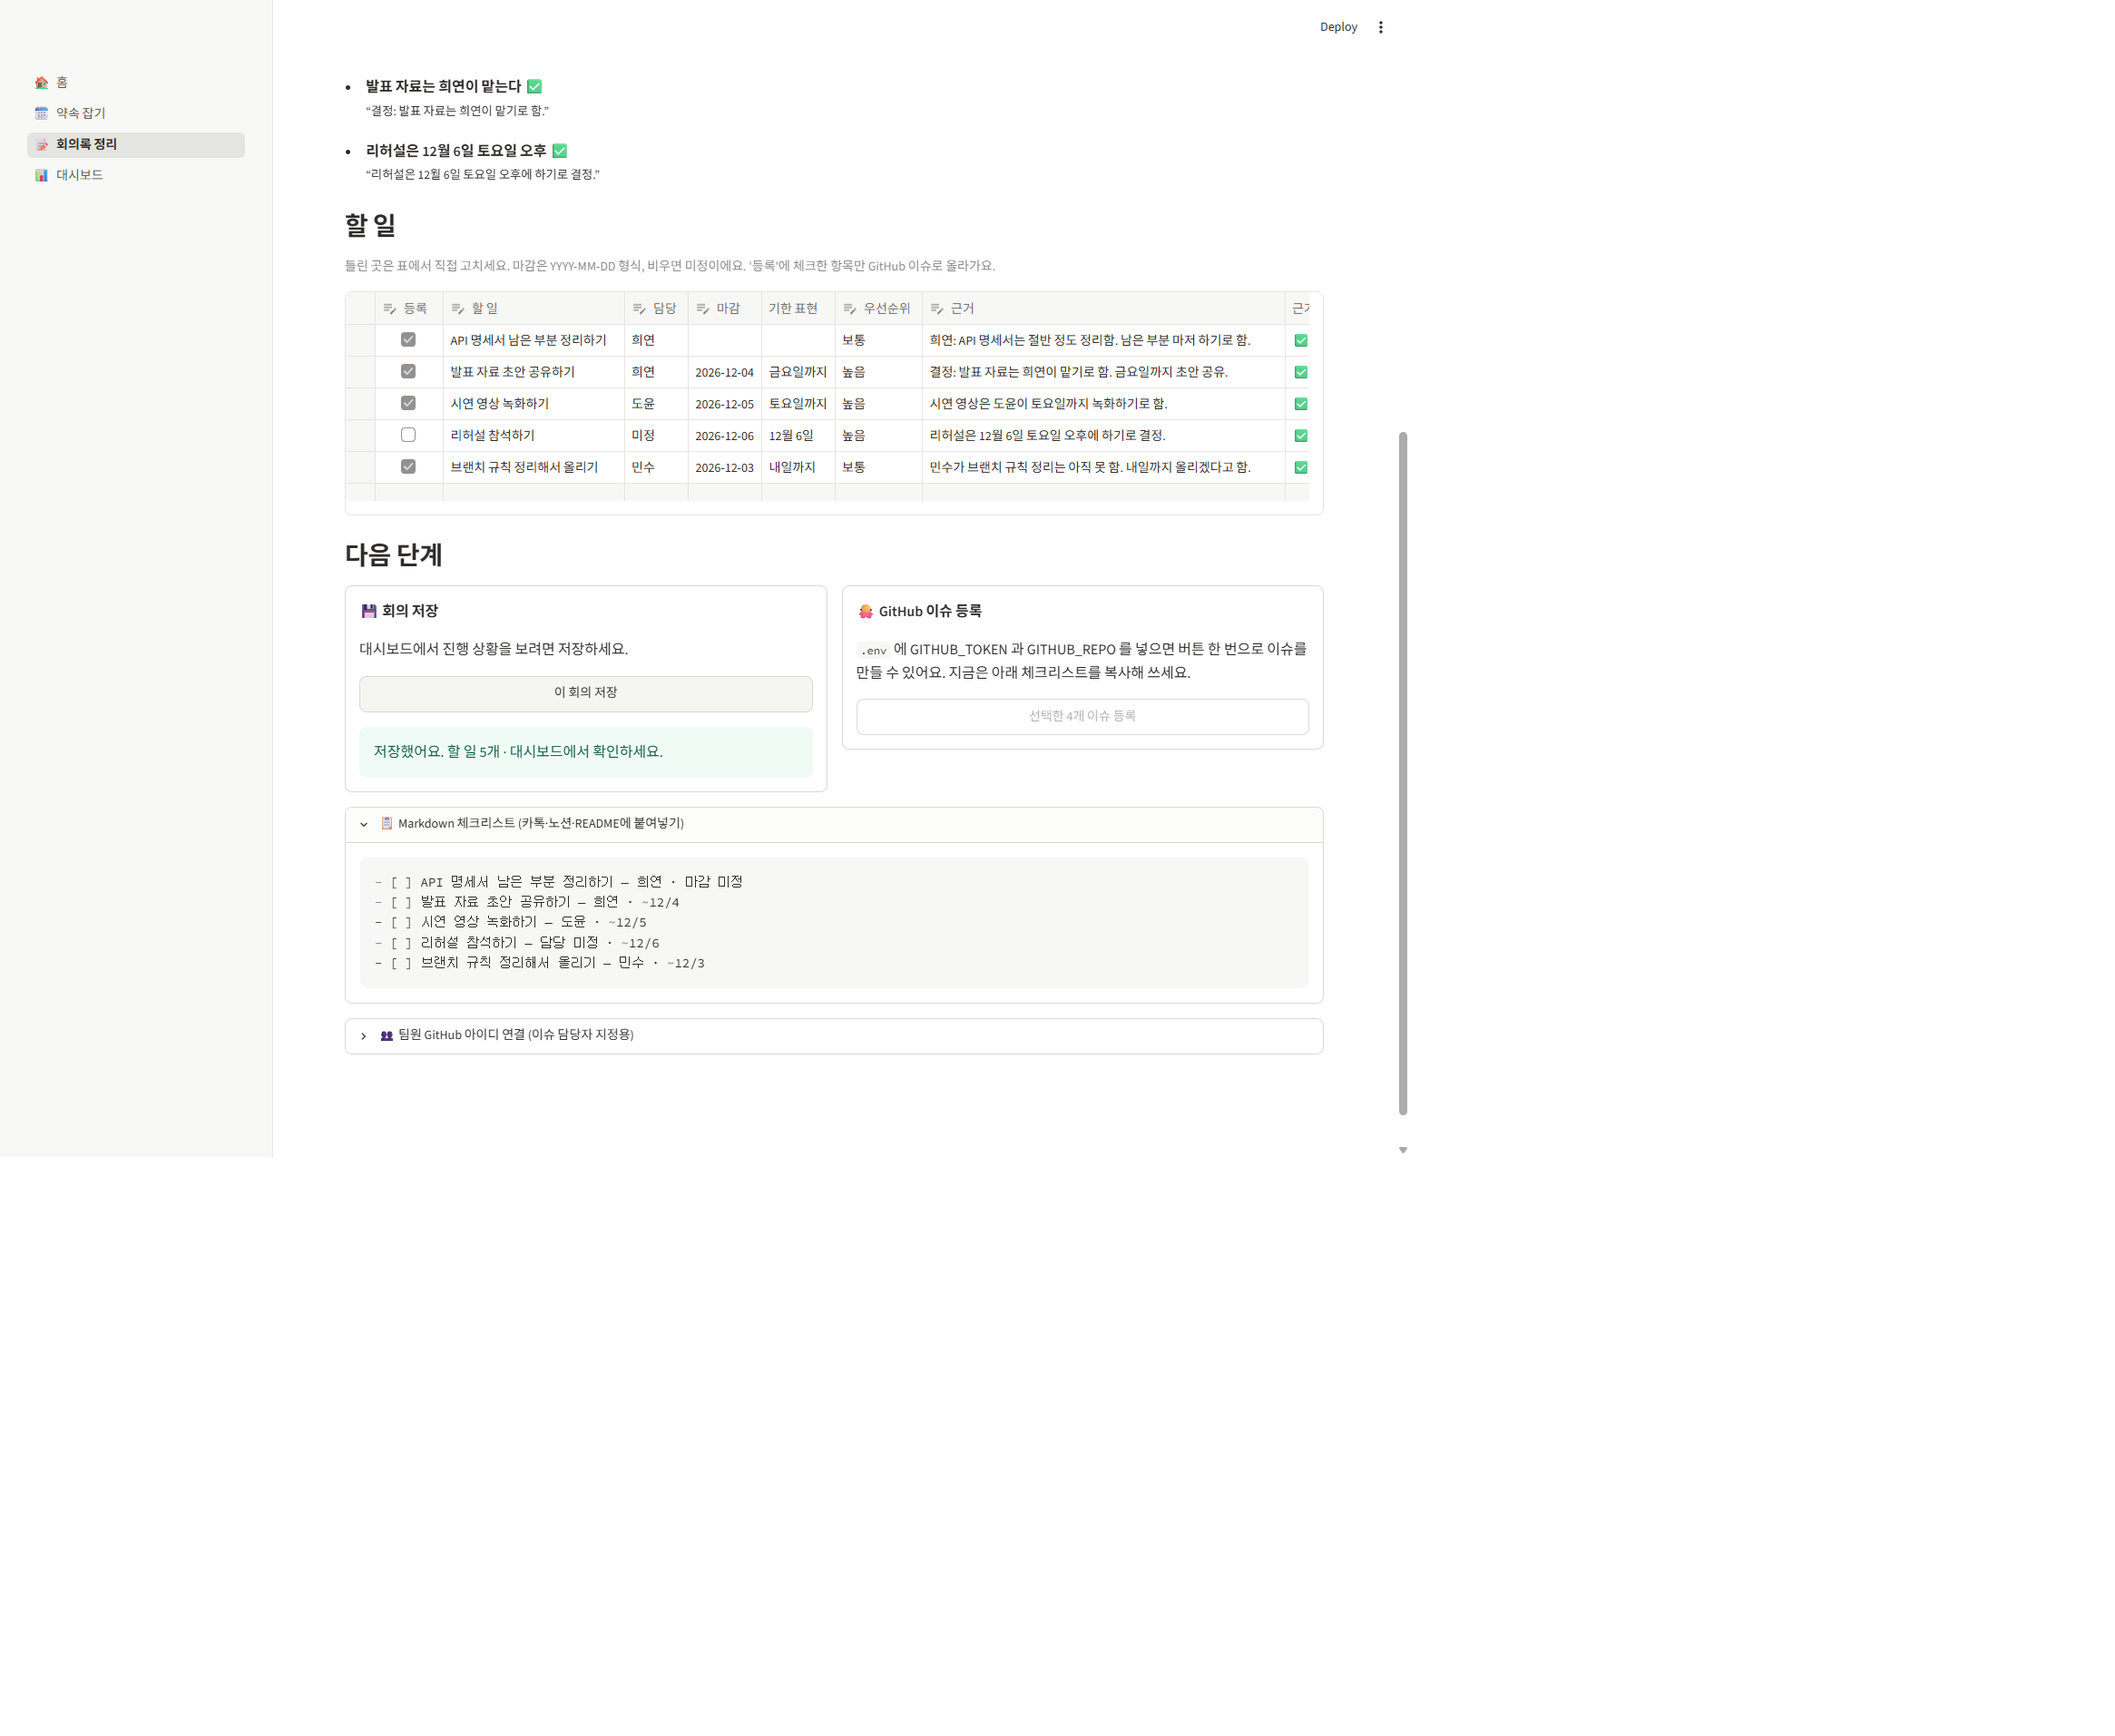 Deploy
홈
약속 잡기
회의록 정리
대시보드
발표 자료는 희연이 맡는다 ✅
“결정: 발표 자료는 희연이 맡기로 함.”
리허설은 12월 6일 토요일 오후 ✅
“리허설은 12월 6일 토요일 오후에 하기로 결정.”
할 일
틀린 곳은 표에서 직접 고치세요. 마감은 YYYY-MM-DD 형식, 비우면 미정이에요. '등록'에 체크한 항목만 GitHub 이슈로 올라가요.
등록 할 일 담당 마감 기한 표현 우선순위 근거
API 명세서 남은 부분 정리하기 희연 보통 희연: API 명세서는 절반 정도 정리함. 남은 부분 마저 하기로 함. ✅
발표 자료 초안 공유하기 희연 2026-12-04 금요일까지 높음 결정: 발표 자료는 희연이 맡기로 함. 금요일까지 초안 공유. ✅
시연 영상 녹화하기 도윤 2026-12-05 토요일까지 높음 시연 영상은 도윤이 토요일까지 녹화하기로 함. ✅
리허설 참석하기 미정 2026-12-06 12월 6일 높음 리허설은 12월 6일 토요일 오후에 하기로 결정. ✅
브랜치 규칙 정리해서 올리기 민수 2026-12-03 내일까지 보통 민수가 브랜치 규칙 정리는 아직 못 함. 내일까지 올리겠다고 함. ✅
다음 단계
회의 저장
대시보드에서 진행 상황을 보려면 저장하세요.
이 회의 저장
저장했어요. 할 일 5개 · 대시보드에서 확인하세요.
GitHub 이슈 등록
.env 에 GITHUB_TOKEN 과 GITHUB_REPO 를 넣으면 버튼 한 번으로 이슈를
만들 수 있어요. 지금은 아래 체크리스트를 복사해 쓰세요.
선택한 4개 이슈 등록
Markdown 체크리스트 (카톡·노션·README에 붙여넣기)
- [ ] API 명세서 남은 부분 정리하기 — 희연 · 마감 미정
- [ ] 발표 자료 초안 공유하기 — 희연 · ~12/4
- [ ] 시연 영상 녹화하기 — 도윤 · ~12/5
- [ ] 리허설 참석하기 — 담당 미정 · ~12/6
- [ ] 브랜치 규칙 정리해서 올리기 — 민수 · ~12/3
팀원 GitHub 아이디 연결 (이슈 담당자 지정용)